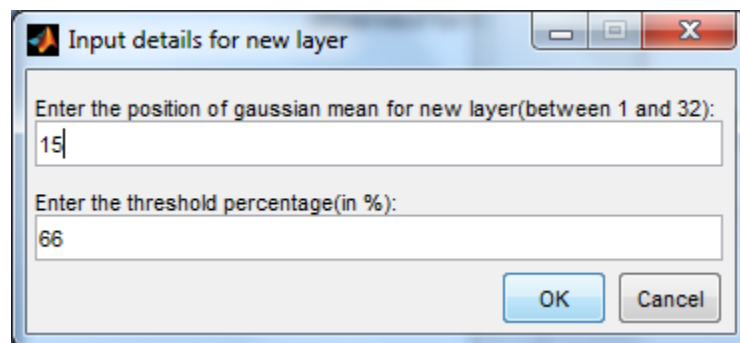 Input details for new layer
Enter the position of gaussian mean for new layer(between 1 and 32):
15
Enter the threshold percentage(in %):
66
OK Cancel